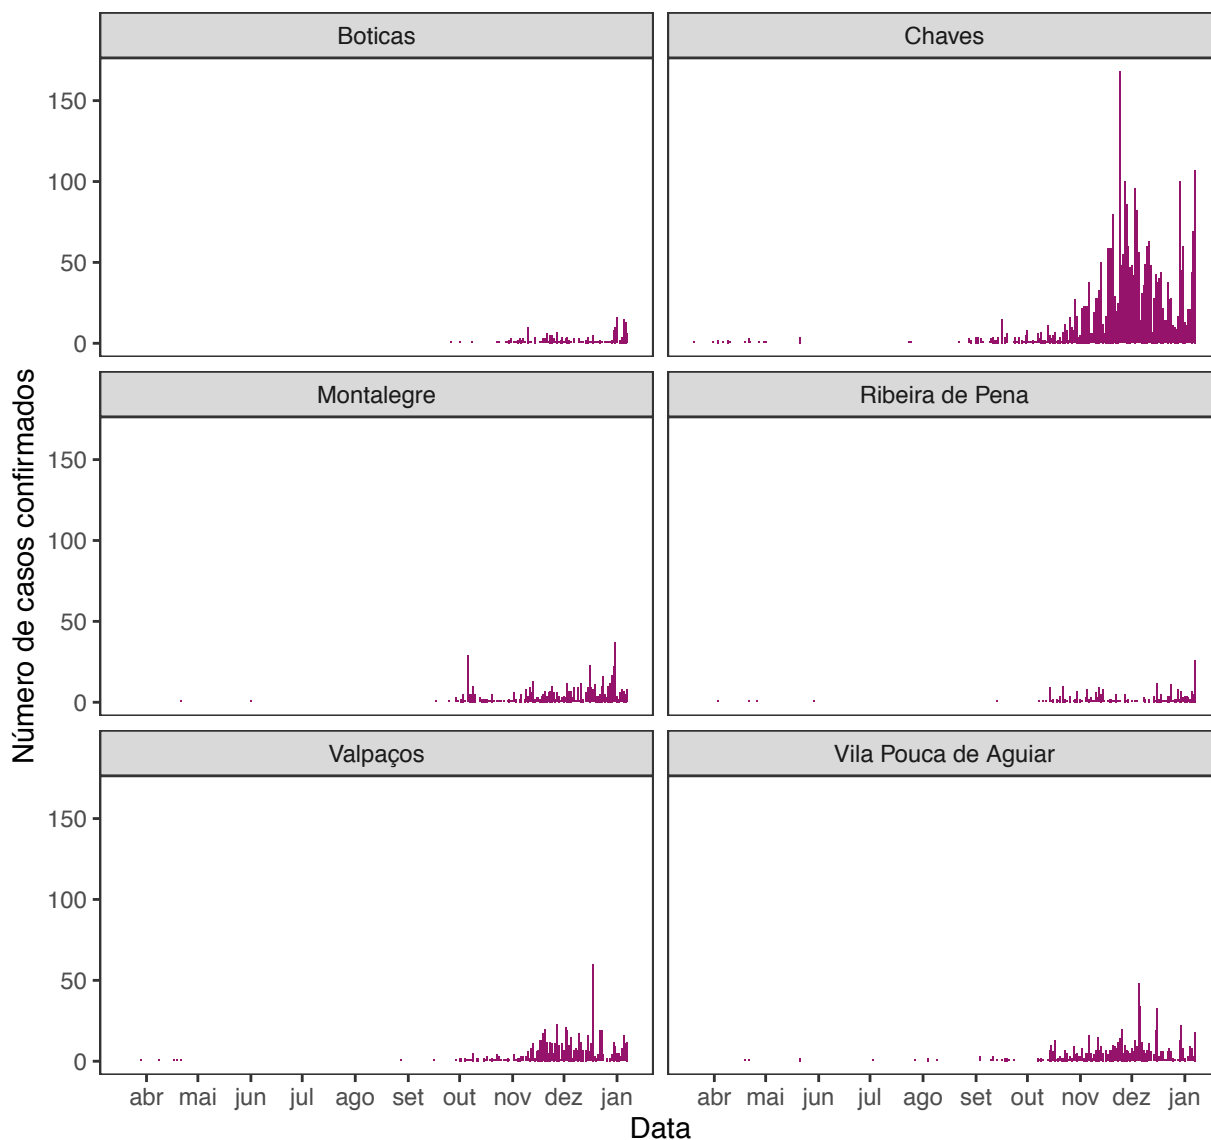 Boticas
Chaves
150
100
50
0
Montalegre
Ribeira de Pena
150
100
50
0
Valpaços
Vila Pouca de Aguiar
150
100
50
0
abr mai jun jul ago set out nov dez jan
abr mai jun jul ago set out nov dez jan
Data
Número de casos confirmados